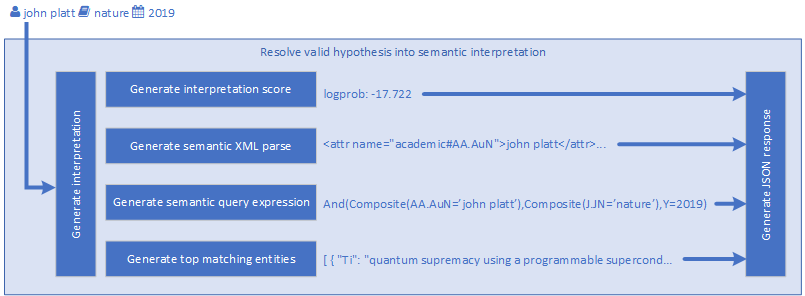 john platt nature 2019
Resolve valid hypothesis into semantic interpretation
Generate interpretation
Generate interpretation score
logprob: -17.722
Generate semantic XML parse
<attr name="academic#AA.AuN">john platt</attr>...
Generate semantic query expression
And(Composite(AA.AuN='john platt'),Composite(J.JN='nature'),Y=2019)
Generate top matching entities
[ { "Ti": "quantum supremacy using a programmable supercond...
Generate JSON response